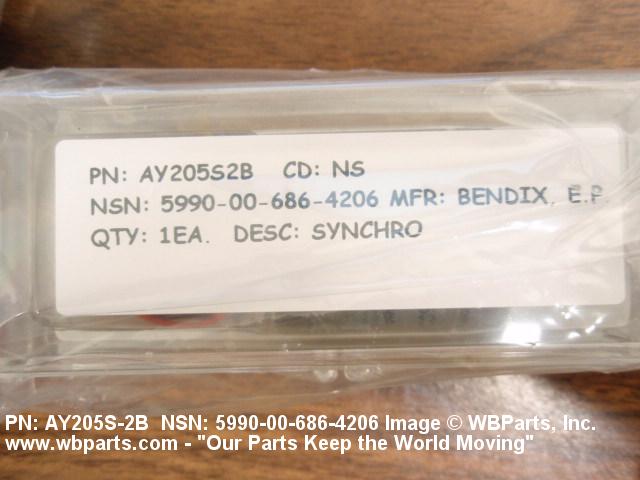 PN: AY205S2B CD: NS
NSN: 5990-00-686-4206 MFR: BENDIX, E.P.
QTY: 1EA. DESC: SYNCHRO
PN: AY205S-2B NSN: 5990-00-686-4206 Image © WBParts, Inc.
www.wbparts.com - "Our Parts Keep the World Moving"